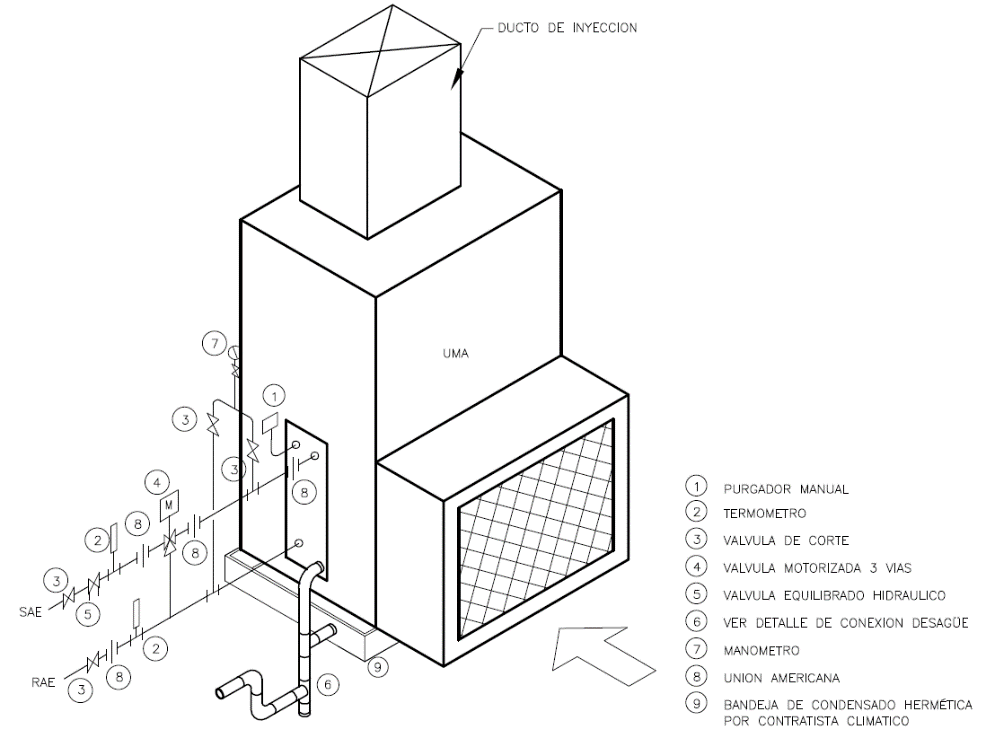 DUCTO DE INYECCION
7
UMA
1
3
3
8
4
M
8
2
8
3
5
SAE
2
8
3
RAE
6
9
1 PURGADOR MANUAL
2 TERMOMETRO
3 VALVULA DE CORTE
4 VALVULA MOTORIZADA 3 VIAS
5 VALVULA EQUILIBRADO HIDRAULICO
6 VER DETALLE DE CONEXION DESAGÜE
7 MANOMETRO
8 UNION AMERICANA
9 BANDEJA DE CONDENSADO HERMÉTICA
POR CONTRATISTA CLIMATICO